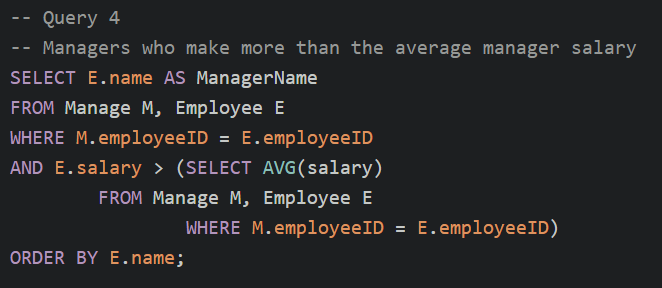 -- Query 4
-- Managers who make more than the average manager salary
SELECT E.name AS ManagerName
FROM Manage M, Employee E
WHERE M.employeeID = E.employeeID
AND E.salary > (SELECT AVG(salary)
        FROM Manage M, Employee E
                WHERE M.employeeID = E.employeeID)
ORDER BY E.name;